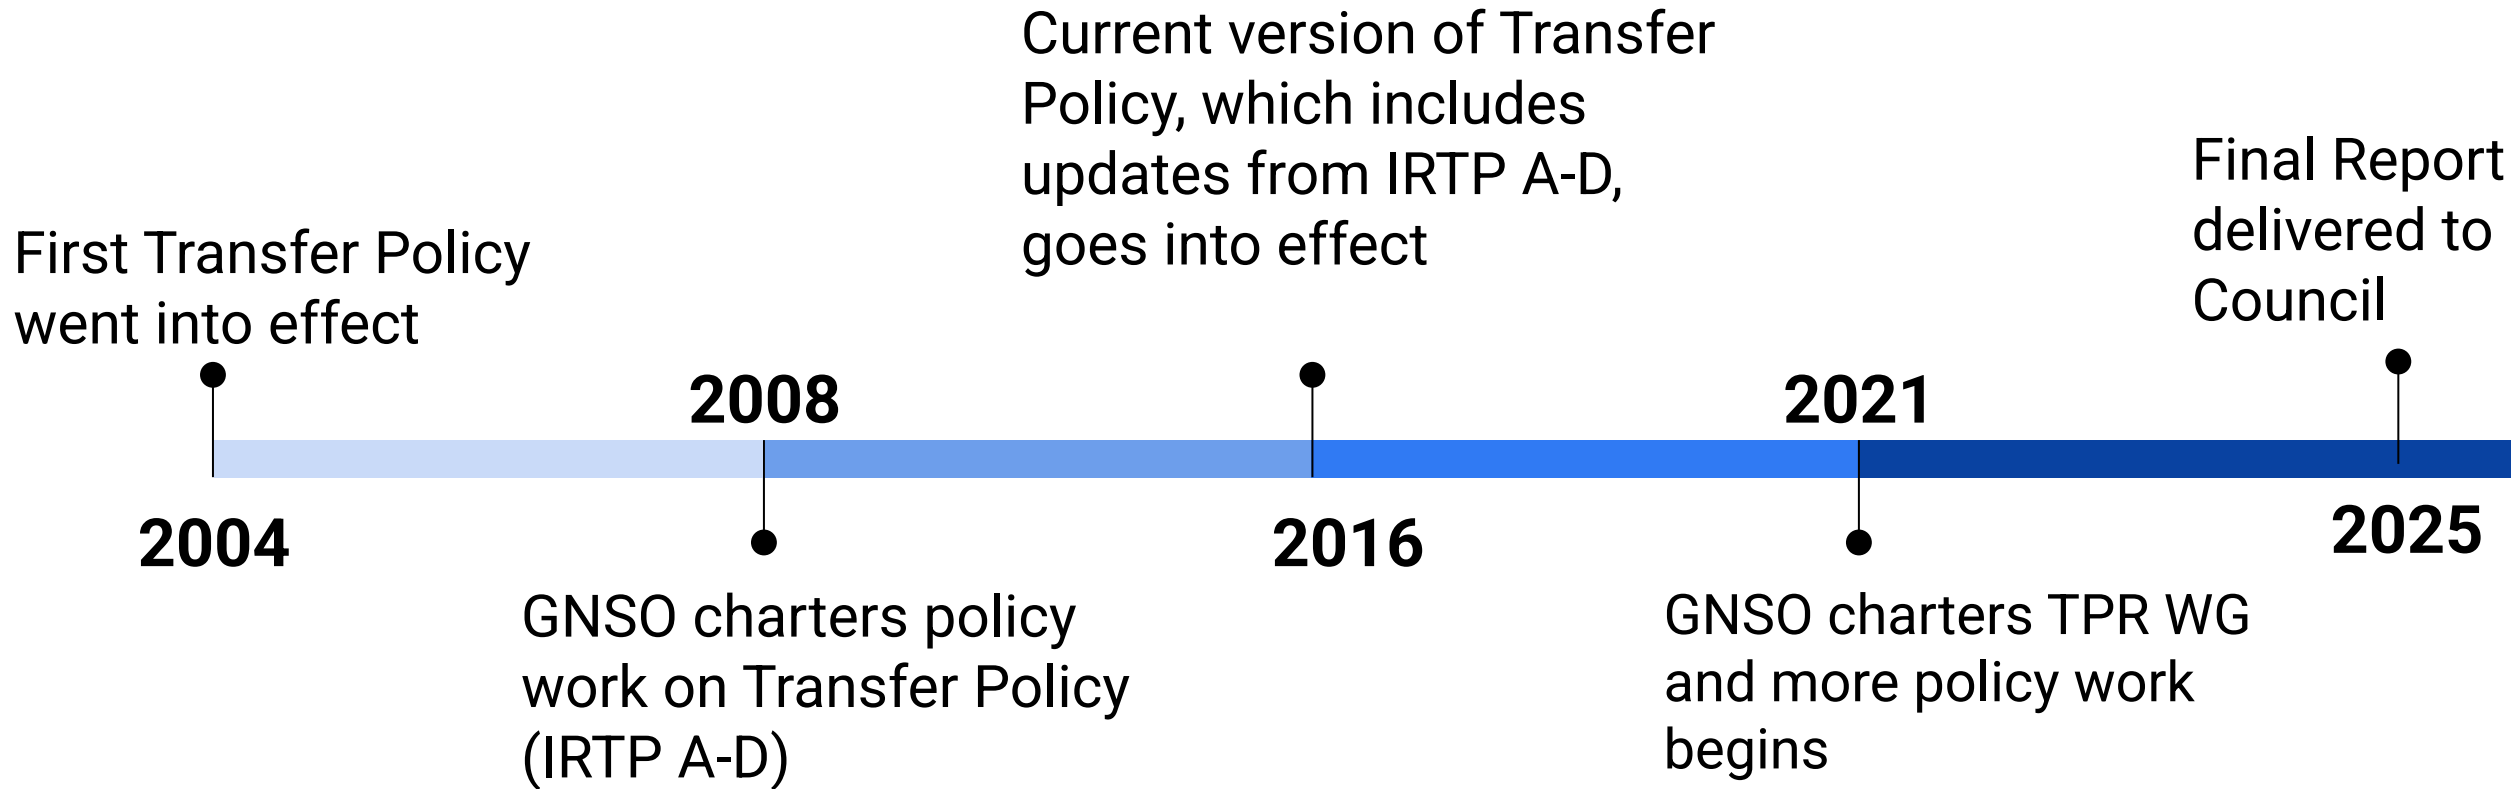 First Transfer Policy
went into effect
2004
2008
GNSO charters policy
work on Transfer Policy
(IRTP A-D)
Current version of Transfer
Policy, which includes
updates from IRTP A-D,
goes into effect
2016
2021
GNSO charters TPR WG
and more policy work
begins
Final Report
delivered to
Council
2025